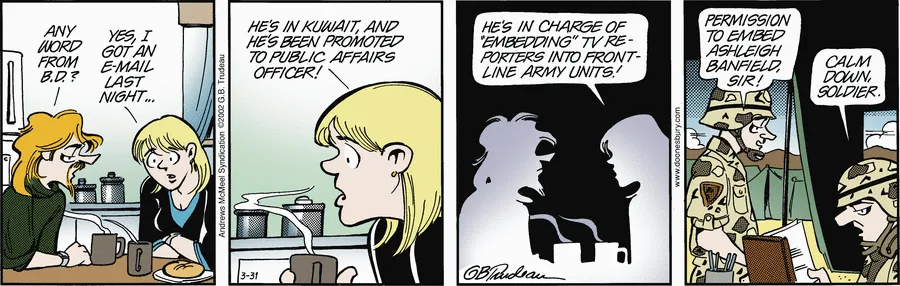 ANY
WORD
FROM
B.D.?
YES, I
GOT AN
E-MAIL
LAST
NIGHT...
Andrews McMeel Syndication ©2002 G.B. Trudeau
HE'S IN KUWAIT, AND
HE'S BEEN PROMOTED
TO PUBLIC AFFAIRS
OFFICER!
3-31
HE'S IN CHARGE OF
"EMBEDDING" TV RE-
PORTERS INTO FRONT-
LINE ARMY UNITS!
GBTrudeau
www.doonesbury.com
PERMISSION
TO EMBED
ASHLEIGH
BANFIELD,
SIR!
CALM
DOWN,
SOLDIER.